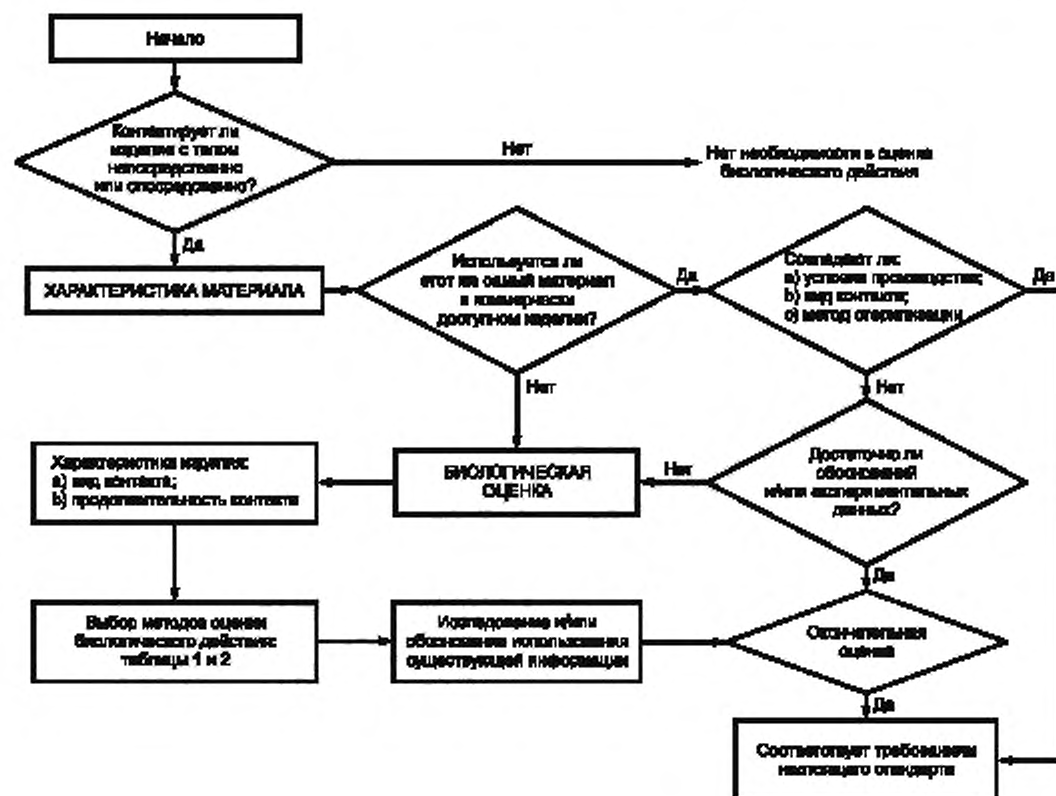 Начало
Контактирует ли
изделие с телом
непосредственно
или опосредованно?
Нет
Нет необходимости в оценке
биологического действия
Да
ХАРАКТЕРИСТИКА МАТЕРИАЛА
Используется ли
этот же самый материал
в коммерчески
доступном изделии?
Да
Совпадают ли:
a) условия производства;
b) вид контакта;
c) метод стерилизации
Да
Нет
Нет
Характеристика изделия:
a) вид контакта;
b) продолжительность контакта
БИОЛОГИЧЕСКАЯ
ОЦЕНКА
Нет
Достаточно ли
обоснований
и/или экспериментальных
данных?
Да
Выбор методов оценки
биологического действия:
таблицы 1 и 2
Исследование и/или
обоснование использования
существующей информации
Окончательная
оценка
Да
Соответствует требованиям
настоящего стандарта